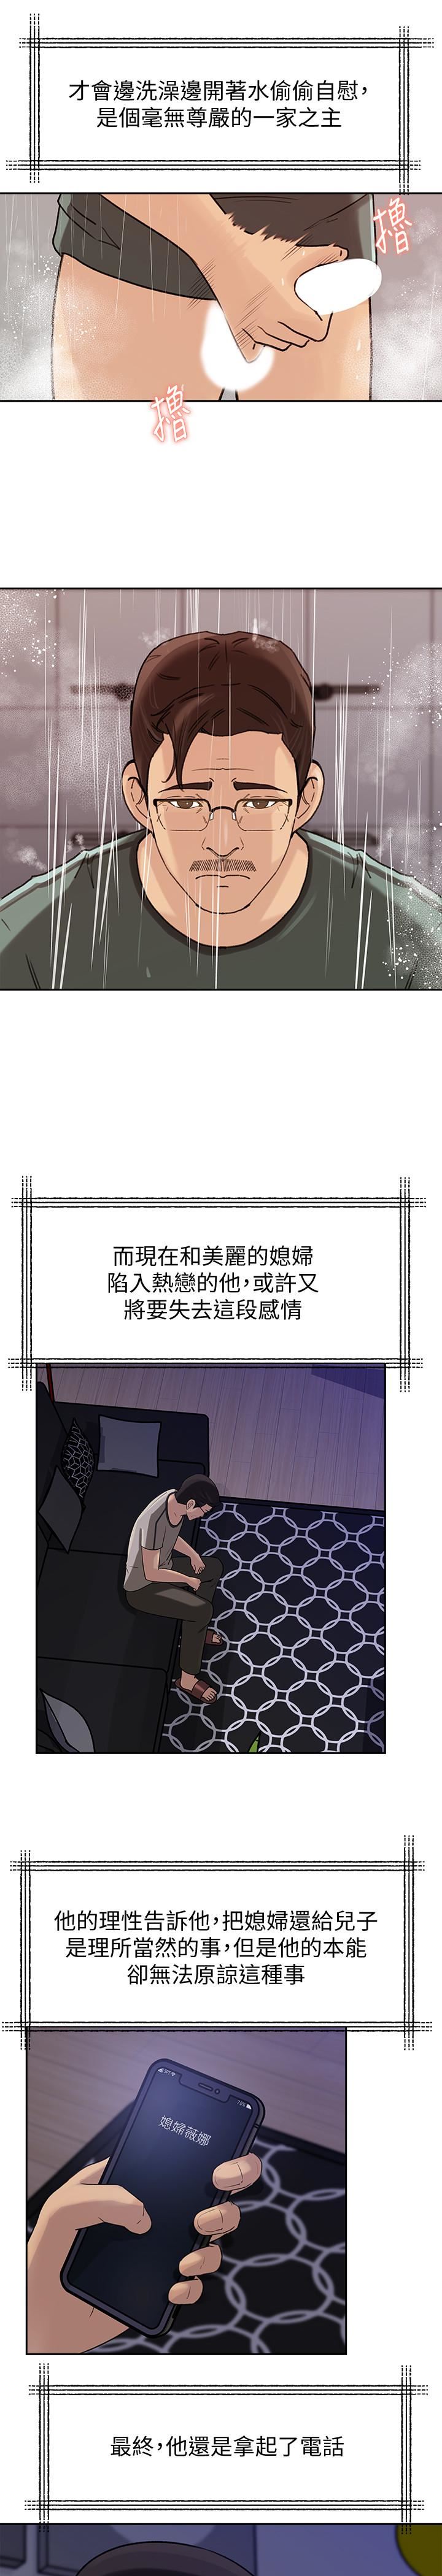 才會邊洗澡邊開著水偷偷自慰，
是個毫無尊嚴的一家之主
擼
擼
而現在和美麗的媳婦
陷入熱戀的他，或許又
將要失去這段感情
他的理性告訴他，把媳婦還給兒子
是理所當然的事，但是他的本能
卻無法原諒這種事
媳婦薇娜
最終，他還是拿起了電話